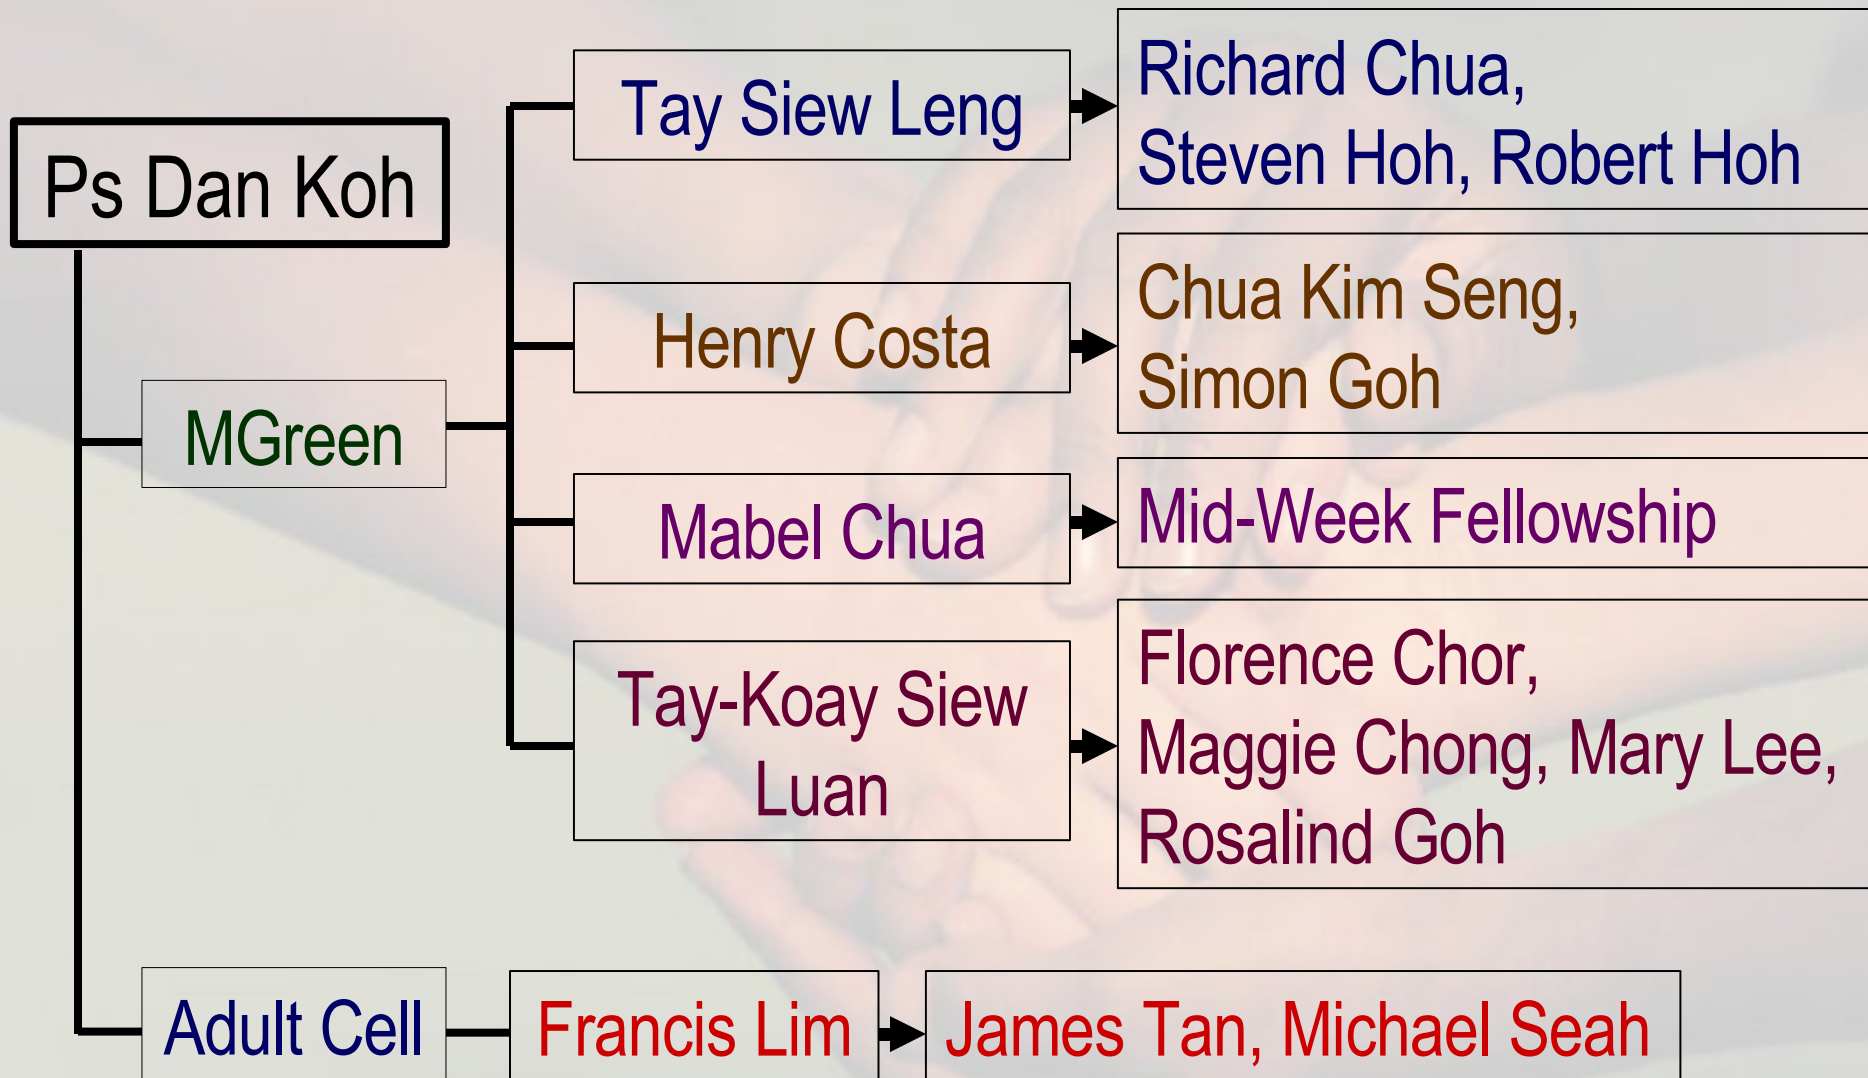 Ps Dan Koh
MGreen
Tay Siew Leng
Richard Chua,
Steven Hoh, Robert Hoh
Henry Costa
Chua Kim Seng,
Simon Goh
Mabel Chua
Mid-Week Fellowship
Tay-Koay Siew
Luan
Florence Chor,
Maggie Chong, Mary Lee,
Rosalind Goh
Adult Cell
Francis Lim
James Tan, Michael Seah